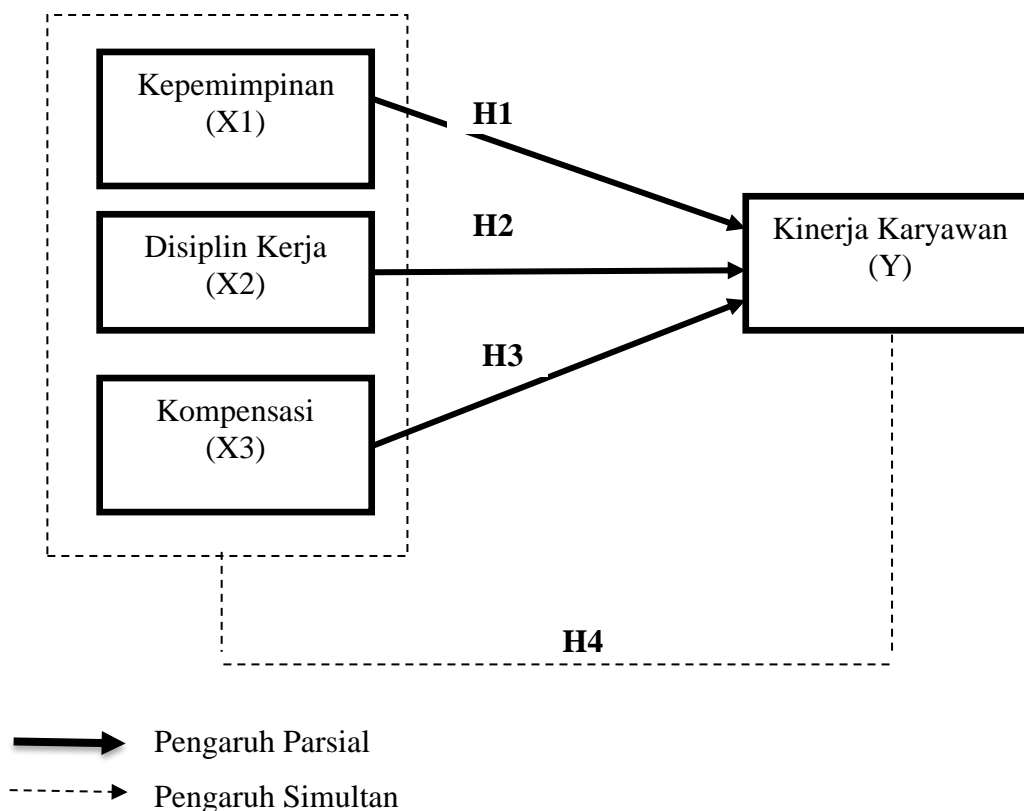 Kepemimpinan
(X1)
H1
Disiplin Kerja
(X2)
H2
Kinerja Karyawan
(Y)
H3
Kompensasi
(X3)
H4
Pengaruh Parsial
Pengaruh Simultan